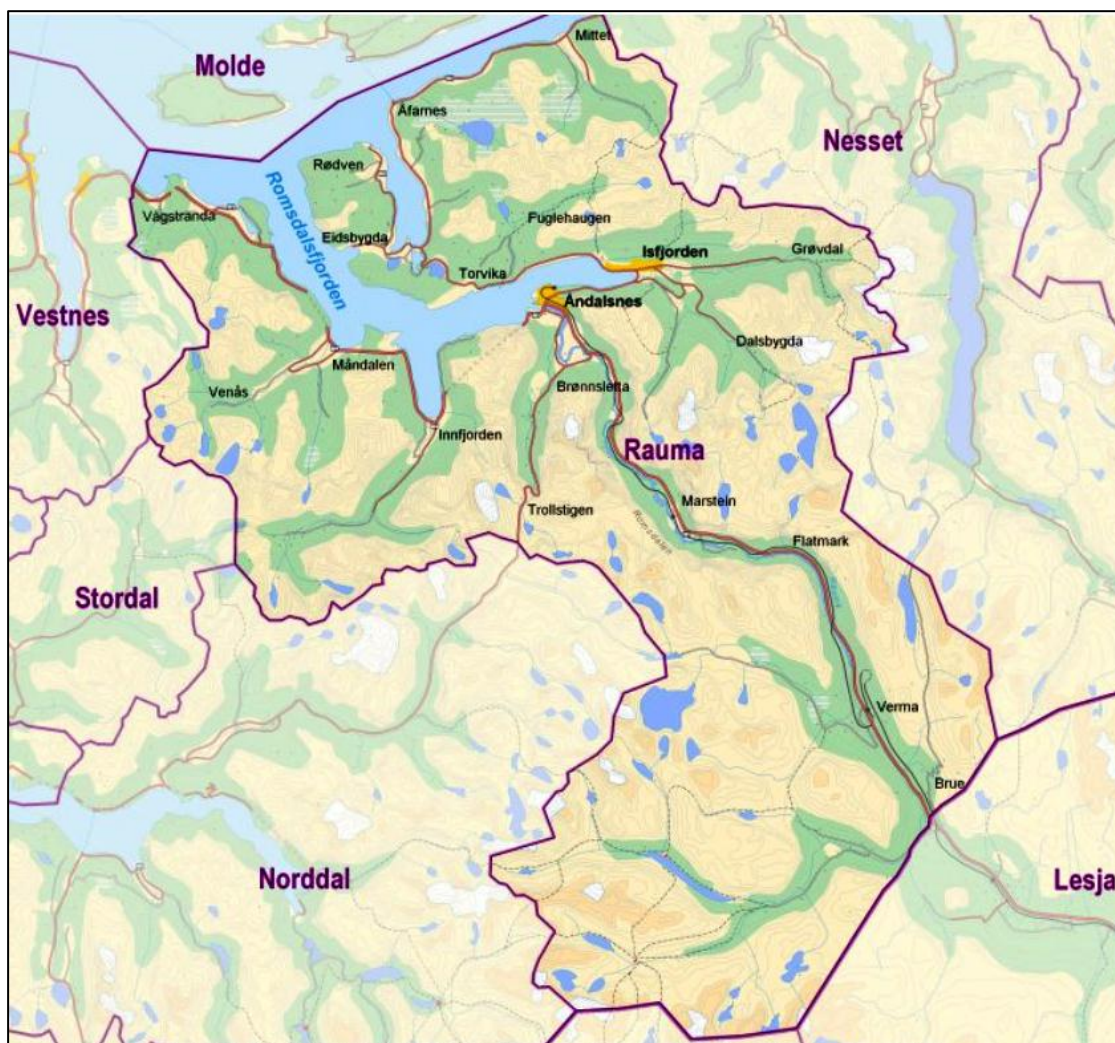 Mittet
Molde
Åfarnes
Nesset
Rødven
Romsdalsfjorden
Vågstranda
Fuglehaugen
Eidsbygda
Isfjorden
Grøvdal
Torvika
Åndalsnes
Vestnes
Dalsbygda
Måndalen
Venås
Brønnsletta
Innfjorden
Rauma
Marstein
Trollstigen
Romsdalen
Flatmark
Stordal
Verma
Brue
Norddal
Lesja